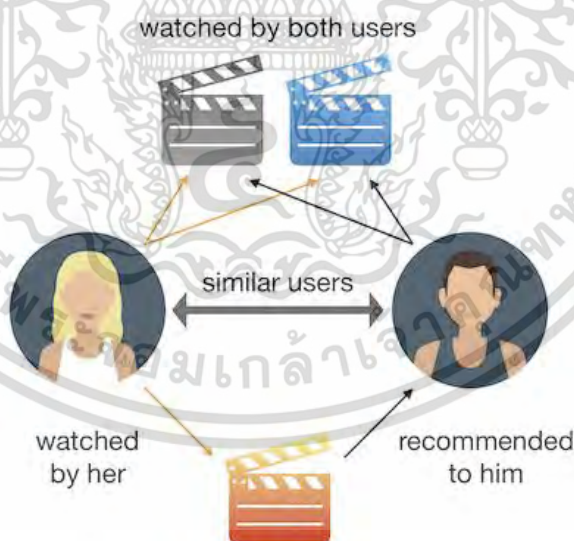 watched by both users
similar users
watched
by her
recommended
to him